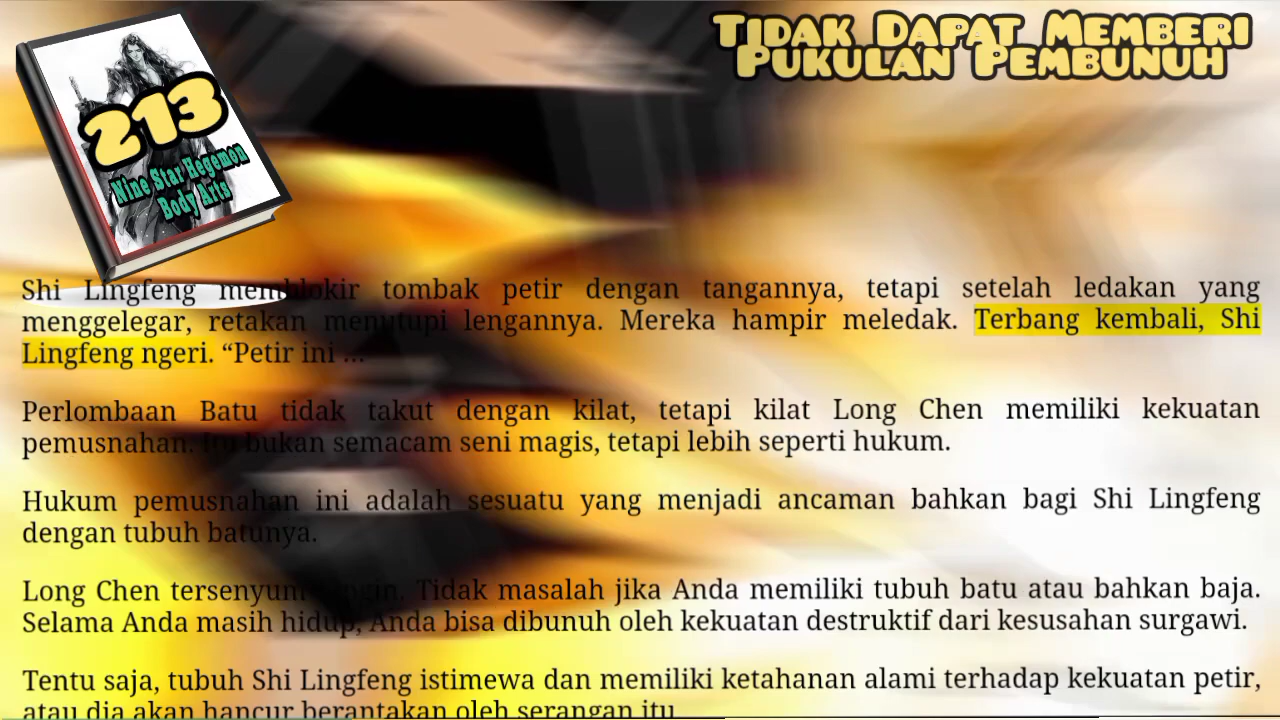 Tidak Dapat Memberi
Pukulan Pembunuh
213
Nine Star Hegemon
Body Arts
Shi Lingfeng memblokir tombak petir dengan tangannya, tetapi setelah ledakan yang
menggelegar, retakan menutupi lengannya. Mereka hampir meledak. Terbang kembali, Shi
Lingfeng ngeri. “Petir ini ...
Perlombaan Batu tidak takut dengan kilat, tetapi kilat Long Chen memiliki kekuatan
pemusnahan. Itu bukan semacam seni magis, tetapi lebih seperti hukum.
Hukum pemusnahan ini adalah sesuatu yang menjadi ancaman bahkan bagi Shi Lingfeng
dengan tubuh batunya.
Long Chen tersenyum dingin. Tidak masalah jika Anda memiliki tubuh batu atau bahkan baja.
Selama Anda masih hidup, Anda bisa dibunuh oleh kekuatan destruktif dari kesusahan surgawi.
Tentu saja, tubuh Shi Lingfeng istimewa dan memiliki ketahanan alami terhadap kekuatan petir,
atau dia akan hancur berantakan oleh serangan itu